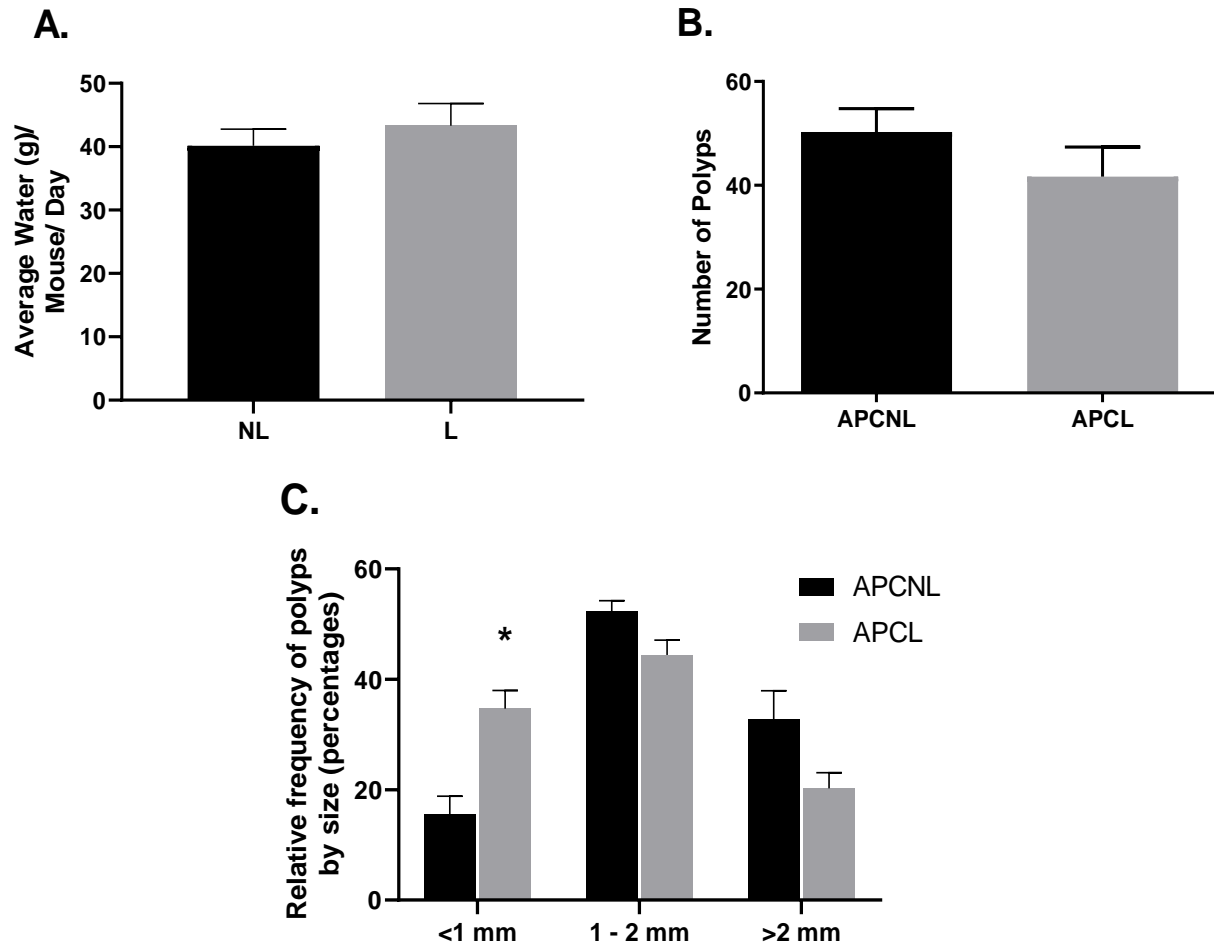 A.
Average Water (g)/
Mouse/ Day
50
40
30
20
10
0
NL
L
B.
Number of Polyps
60
40
20
0
APCNL
APCL
C.
Relative frequency of polyps
by size (percentages)
60
40
20
0
*
<1 mm
1 - 2 mm
>2 mm
APCNL
APCL